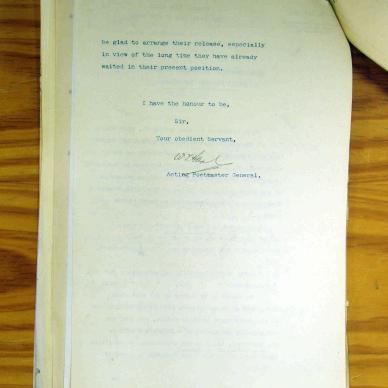 be glad to arrange their release, especially
in view of the long time they have already
waited in their present position.
I have the honour to be,
Sir,
Your obedient Servant,
Acting Postmaster General.